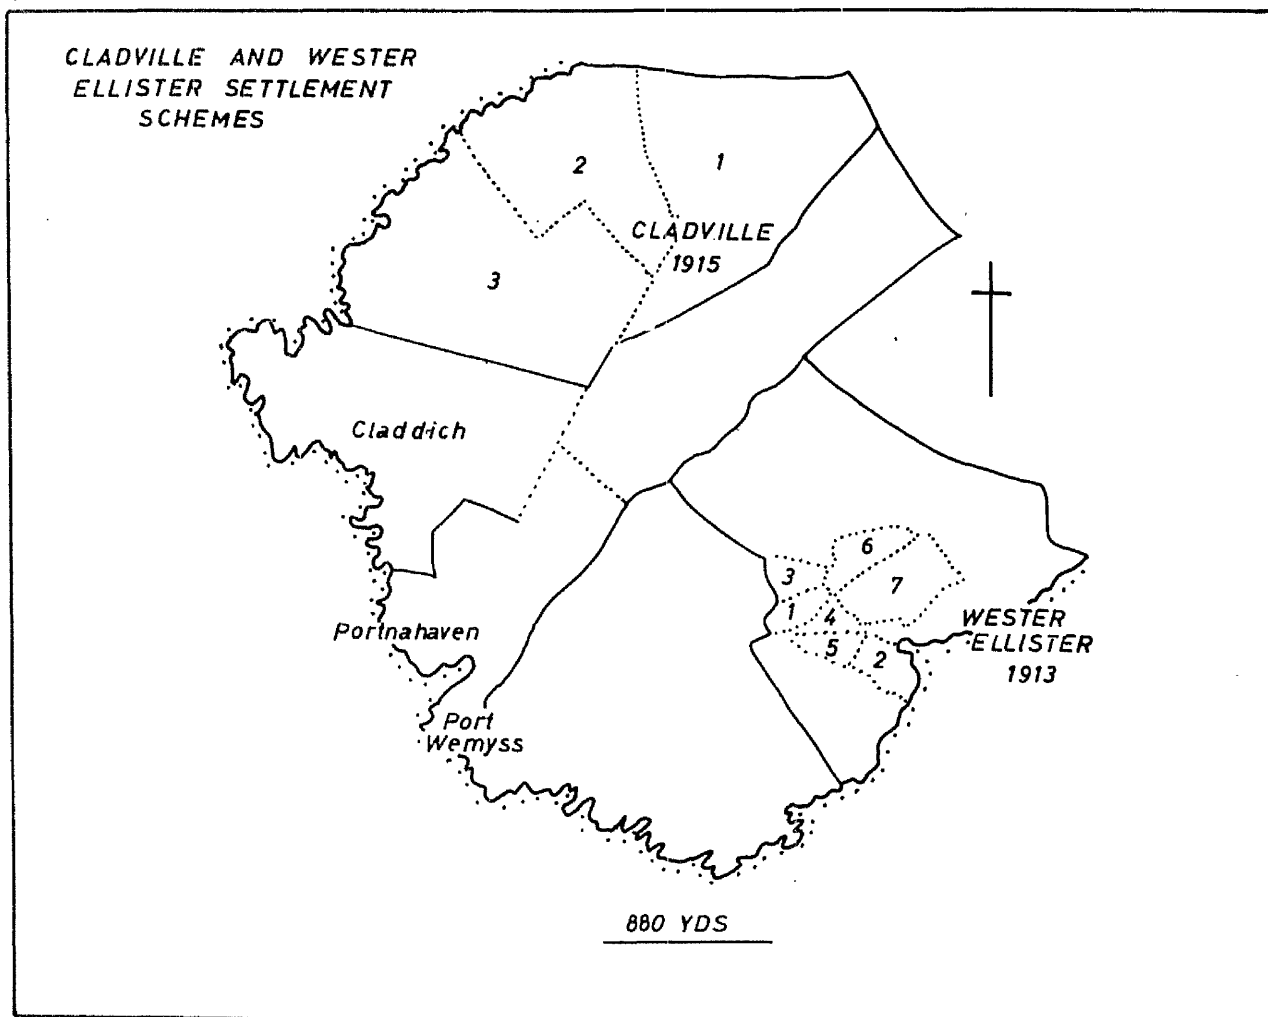 CLADVILLE AND WESTER
ELLISTER SETTLEMENT
SCHEMES
2
1
CLADVILLE
1915
3
Claddich
6
3
7
1
4
5
2
WESTER
ELLISTER
1913
Portnahaven
Port
Wemyss
880 YDS